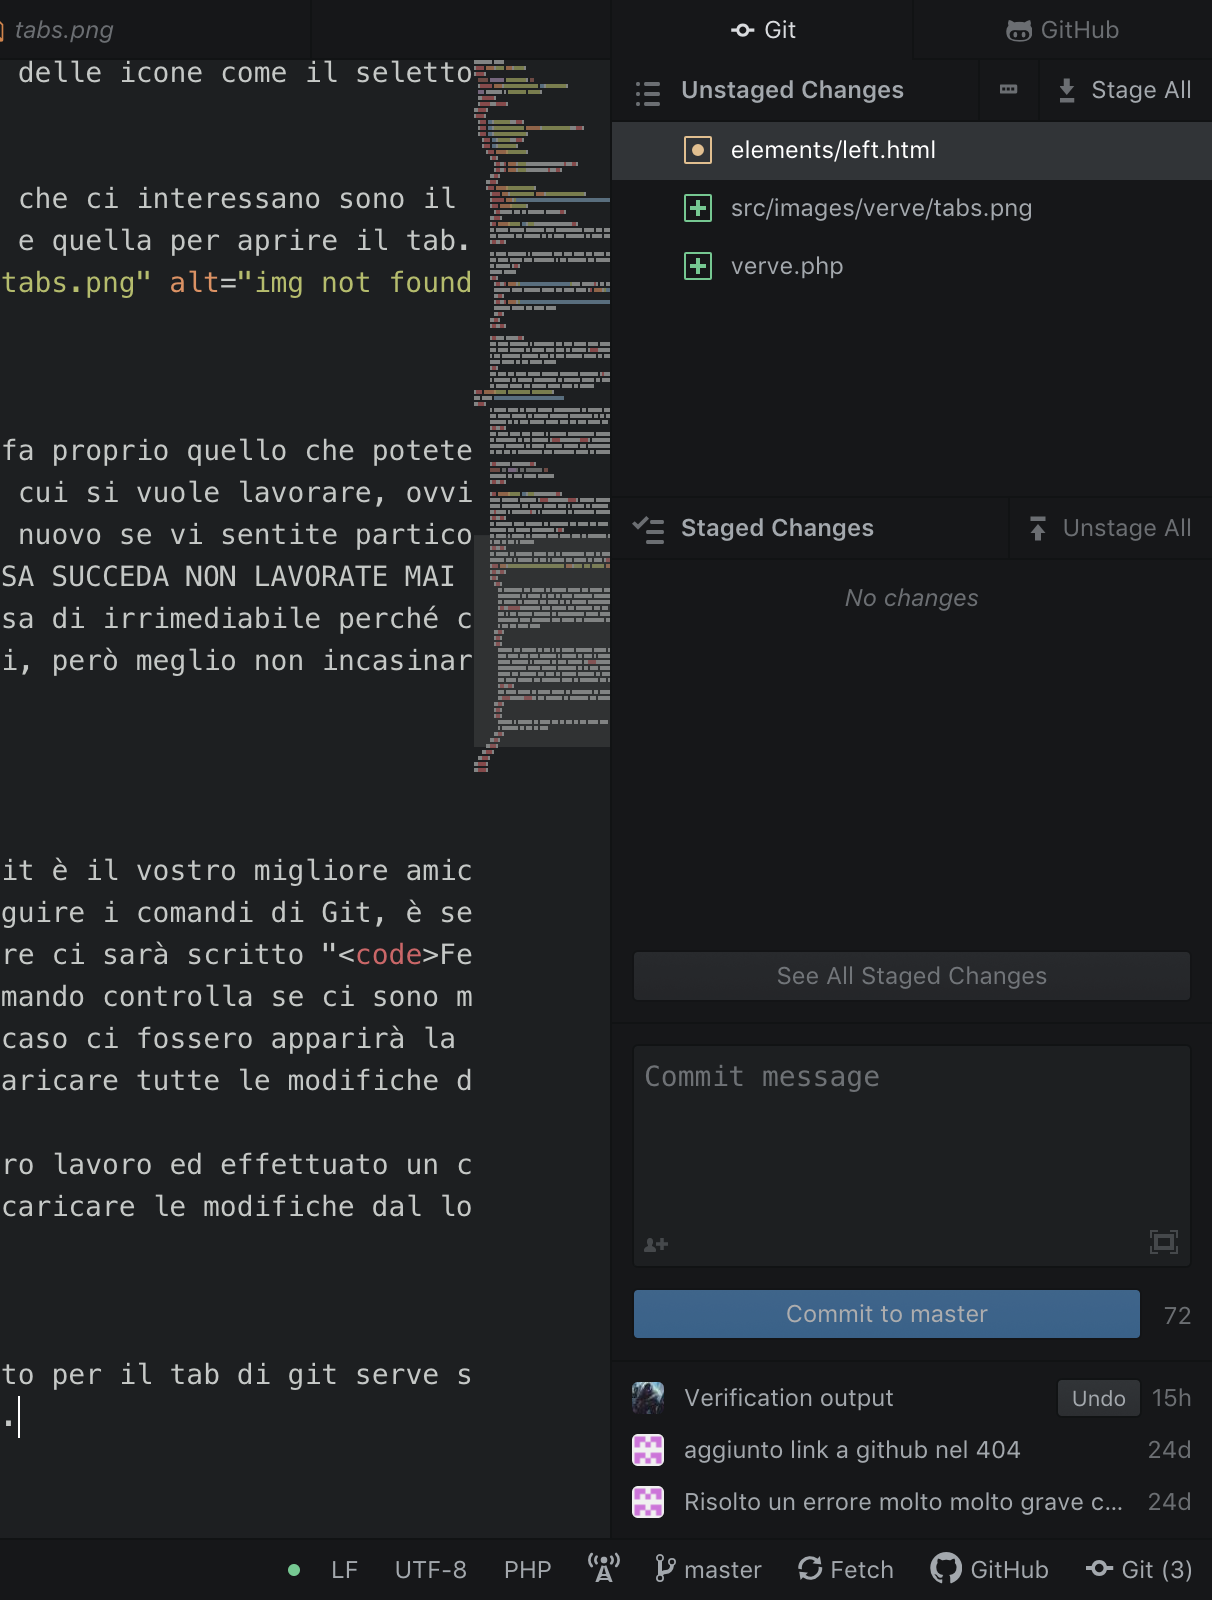 tabs.png
delle icone come il seletto
che ci interessano sono il
e quella per aprire il tab.
tabs.png" alt="img not found
fa proprio quello che potete
cui si vuole lavorare, ovvi
nuovo se vi sentite partico
SA SUCCEDA NON LAVORATE MAI
sa di irrimediabile perché c
i, però meglio non incasinar
it è il vostro migliore amic
guire i comandi di Git, è se
re ci sarà scritto "<code>Fe
mando controlla se ci sono m
caso ci fossero apparirà la
aricare tutte le modifiche d
ro lavoro ed effettuato un c
caricare le modifiche dal lo
to per il tab di git serve s
.
Git
GitHub
Unstaged Changes
Stage All
elements/left.html
src/images/verve/tabs.png
verve.php
Staged Changes
Unstage All
No changes
See All Staged Changes
Commit message
Commit to master
72
Verification output Undo 15h
aggiunto link a github nel 404 24d
Risolto un errore molto molto grave c... 24d
LF UTF-8 PHP master Fetch GitHub Git (3)